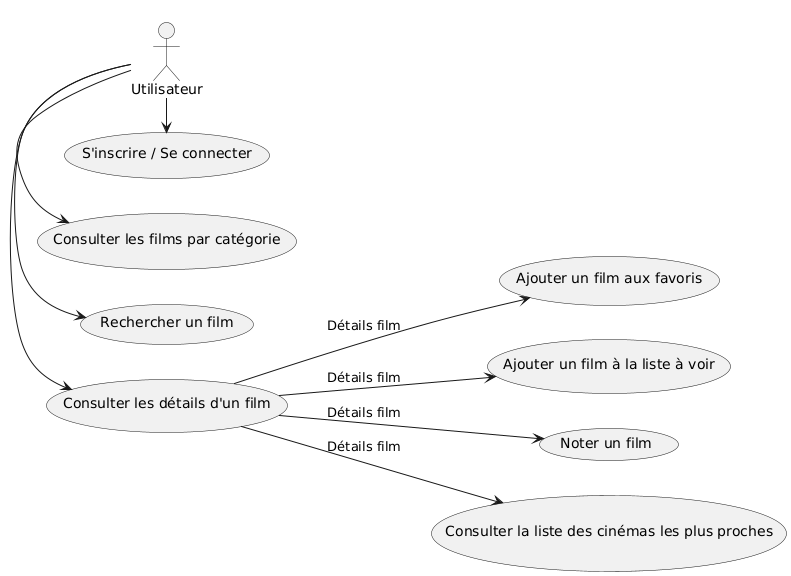 Utilisateur
S'inscrire / Se connecter
Consulter les films par catégorie
Rechercher un film
Consulter les détails d'un film
Détails film
Détails film
Détails film
Détails film
Ajouter un film aux favoris
Ajouter un film à la liste à voir
Noter un film
Consulter la liste des cinémas les plus proches